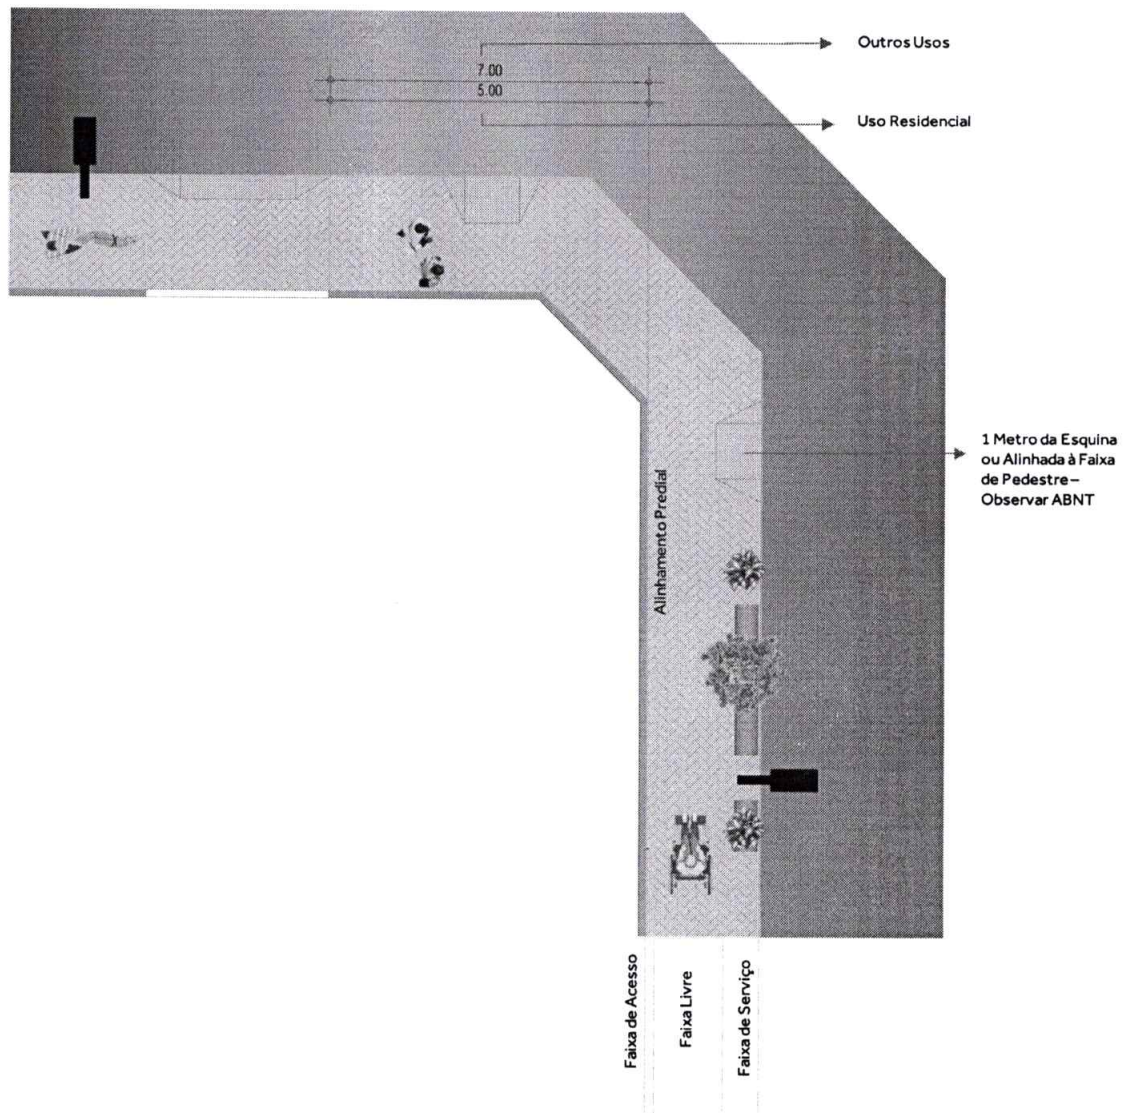 Outros Usos
7.00
5.00
Uso Residencial
1 Metro da Esquina
ou Alinhada à Faixa
de Pedestre –
Observar ABNT
Alinhamento Predial
Faixa de Acesso
Faixa Livre
Faixa de Serviço